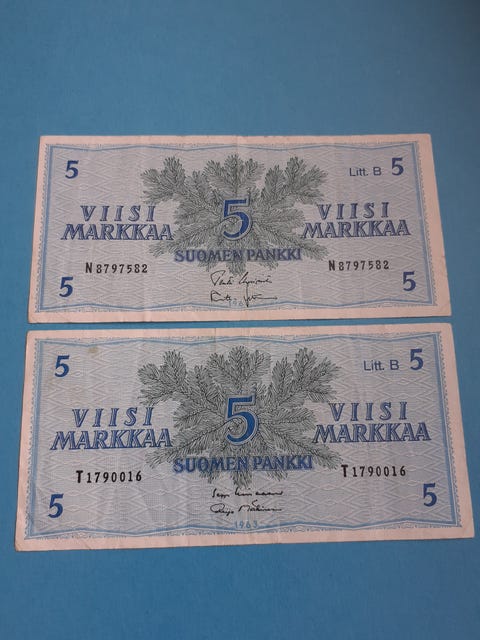 5 Litt. B 5
VIISI 5 VIISI
MARKKAA MARKKAA
SUOMEN PANKKI
N8797582 N8797582
5 5
5 Litt. B 5
VIISI 5 VIISI
MARKKAA MARKKAA
SUOMEN PANKKI
T1790016 T1790016
5 5
1963